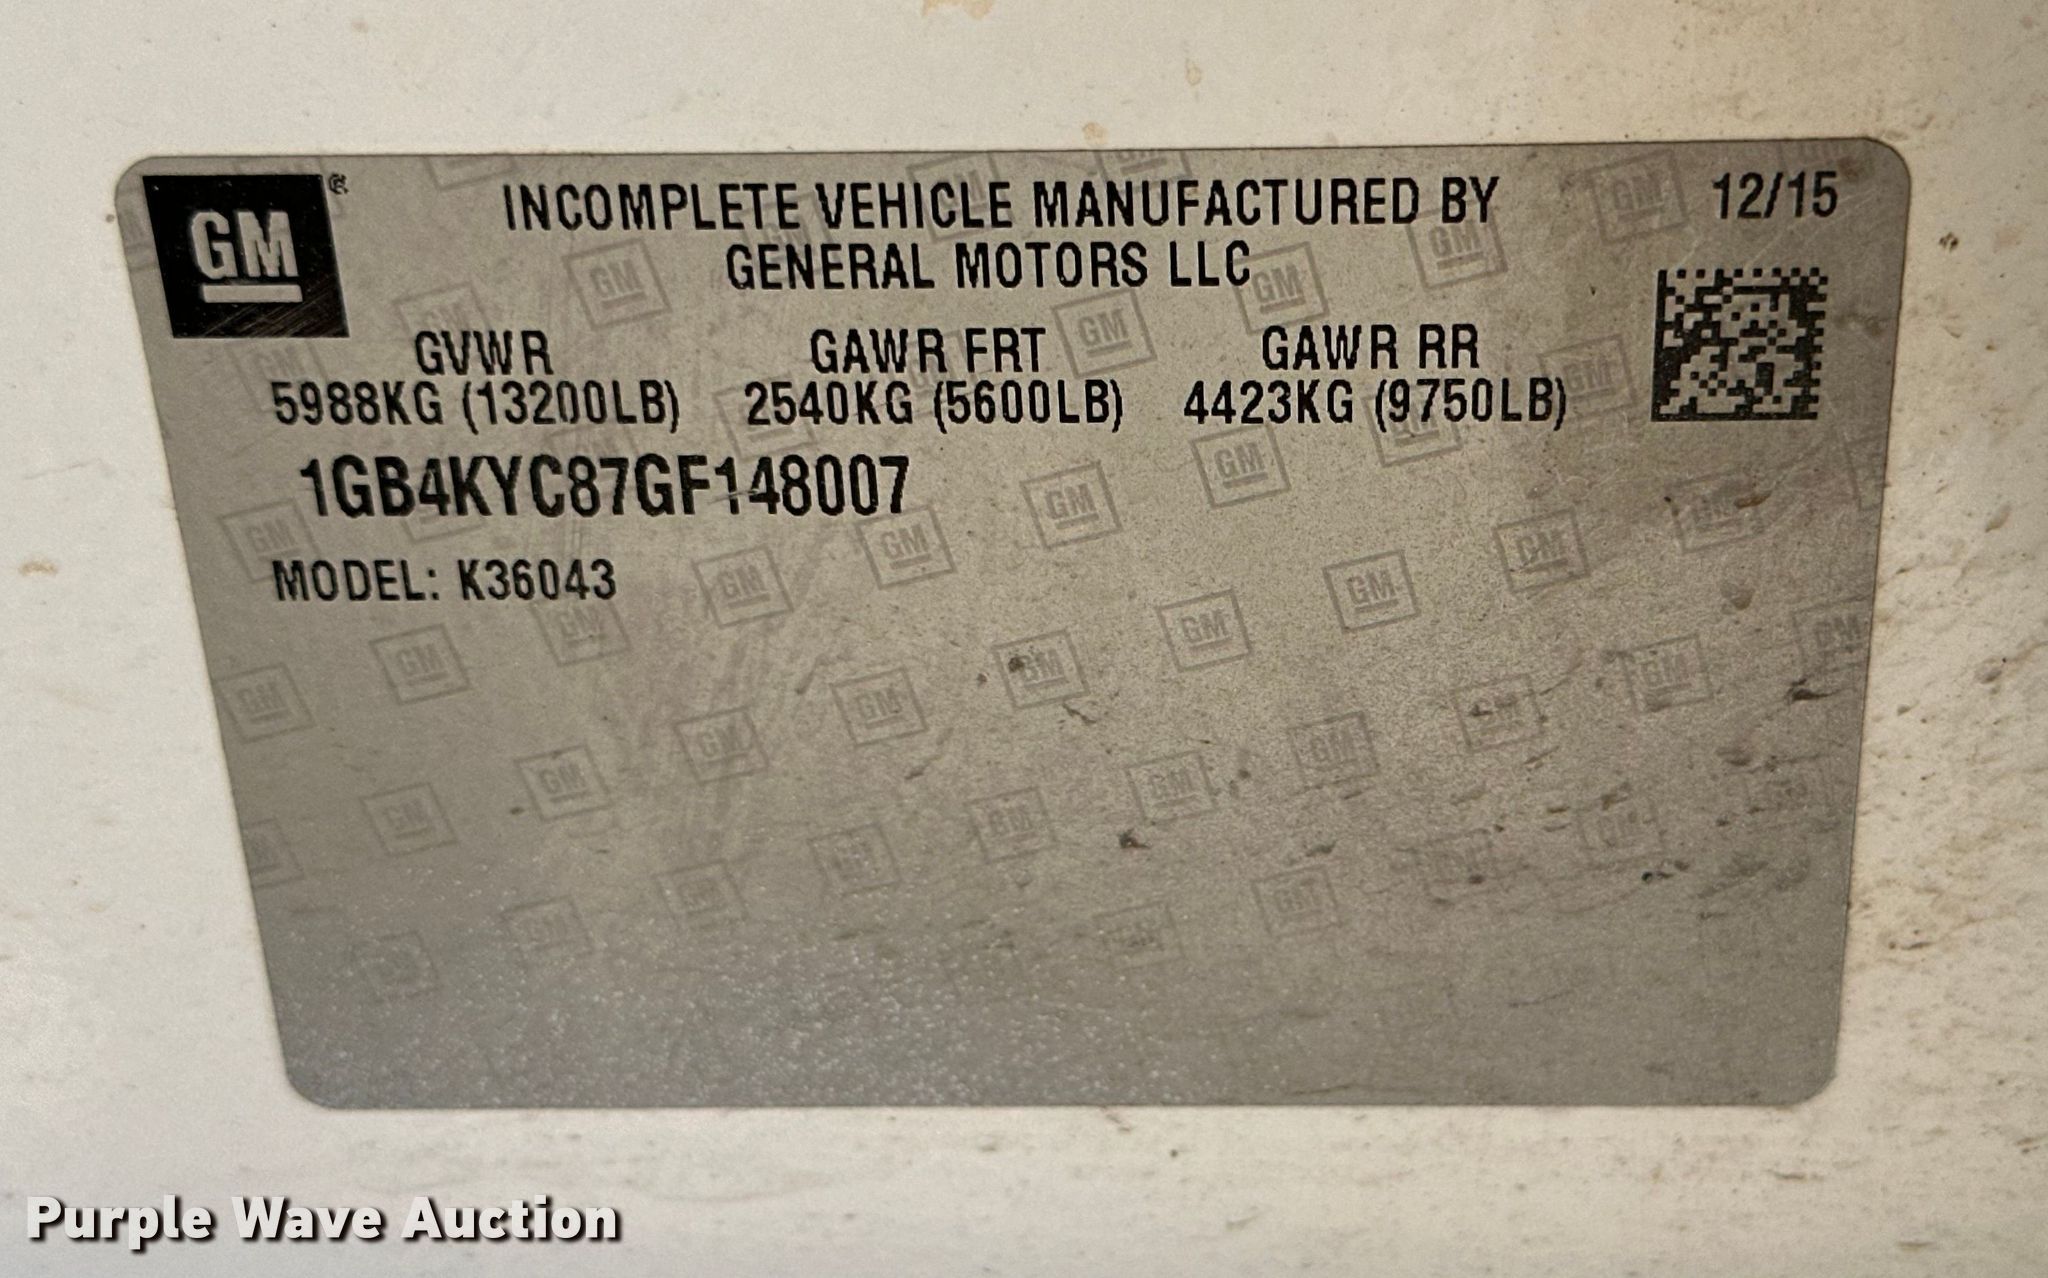 GM
INCOMPLETE VEHICLE MANUFACTURED BY
GENERAL MOTORS LLC
12/15
GVWR GAWR FRT GAWR RR
5988KG (13200LB) 2540KG (5600LB) 4423KG (9750LB)
1GB4KYC87GF148007
MODEL: K36043
Purple Wave Auction